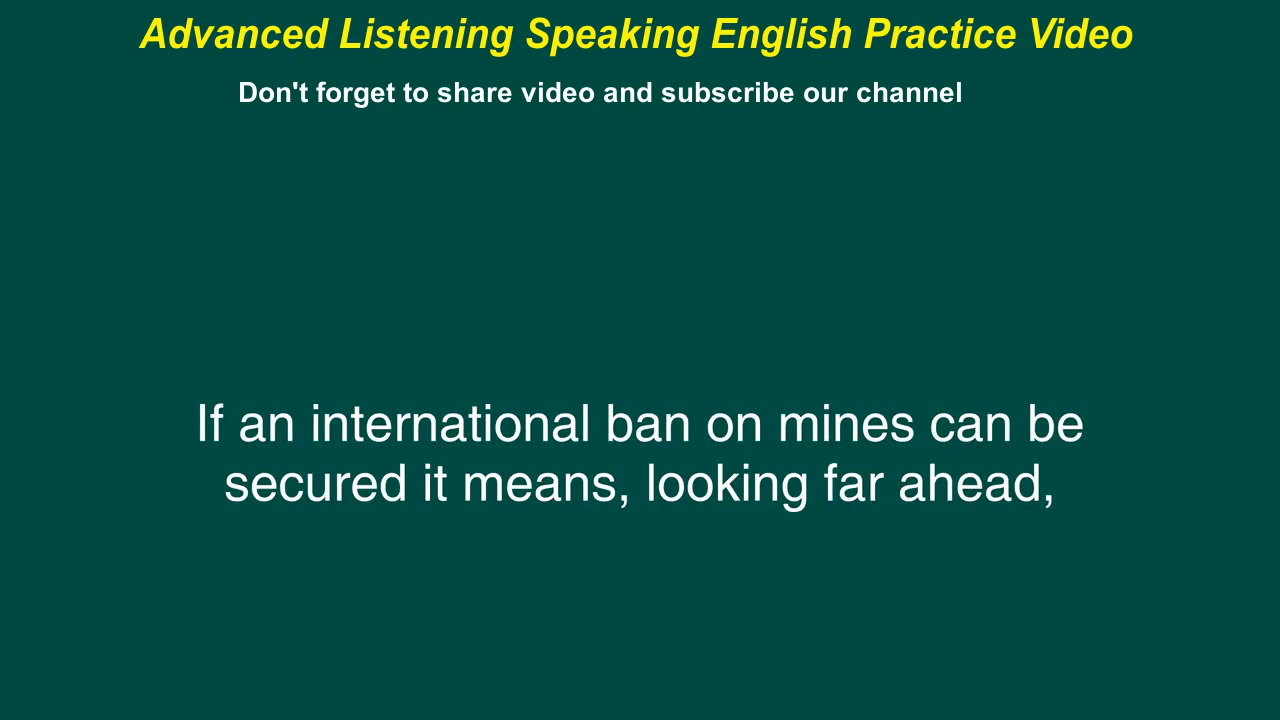 Advanced Listening Speaking English Practice Video
Don't forget to share video and subscribe our channel
If an international ban on mines can be
secured it means, looking far ahead,